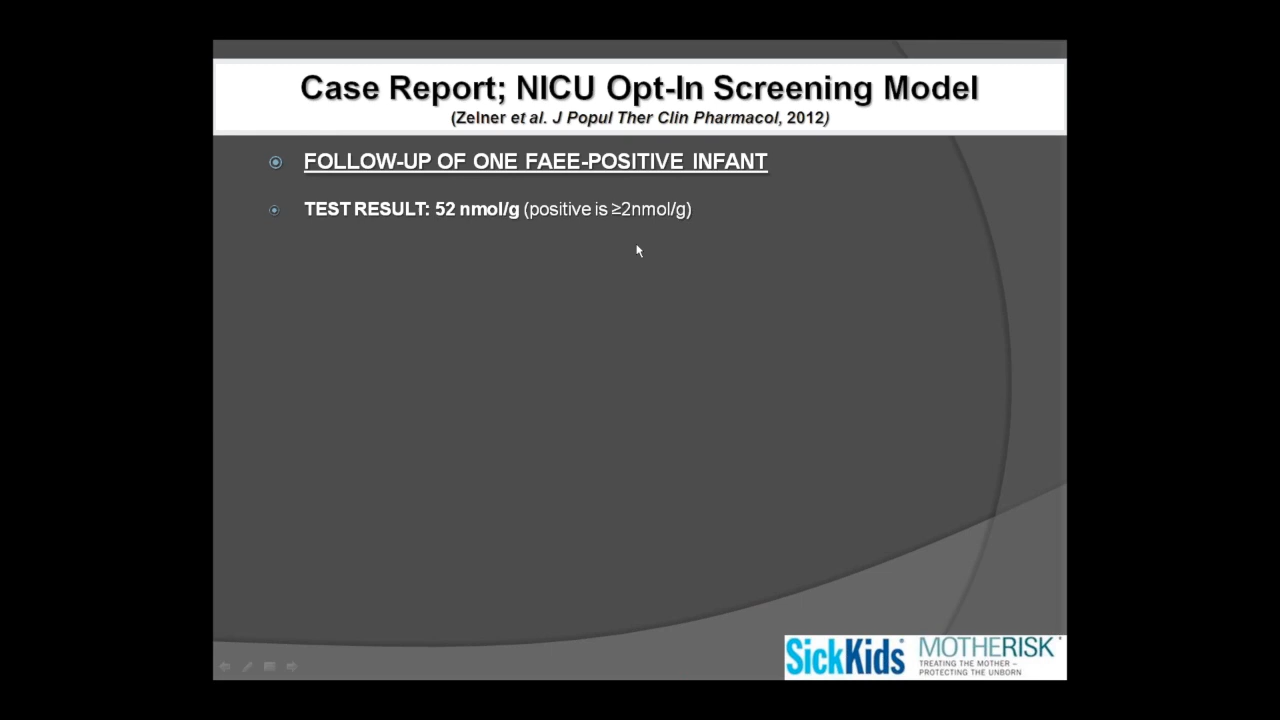 Case Report; NICU Opt-In Screening Model
(Zelner et al. J Popul Ther Clin Pharmacol, 2012)
FOLLOW-UP OF ONE FAEE-POSITIVE INFANT
TEST RESULT: 52 nmol/g (positive is ≥2nmol/g)
SickKids
MOTHERISK
TREATING THE MOTHER –
PROTECTING THE UNBORN